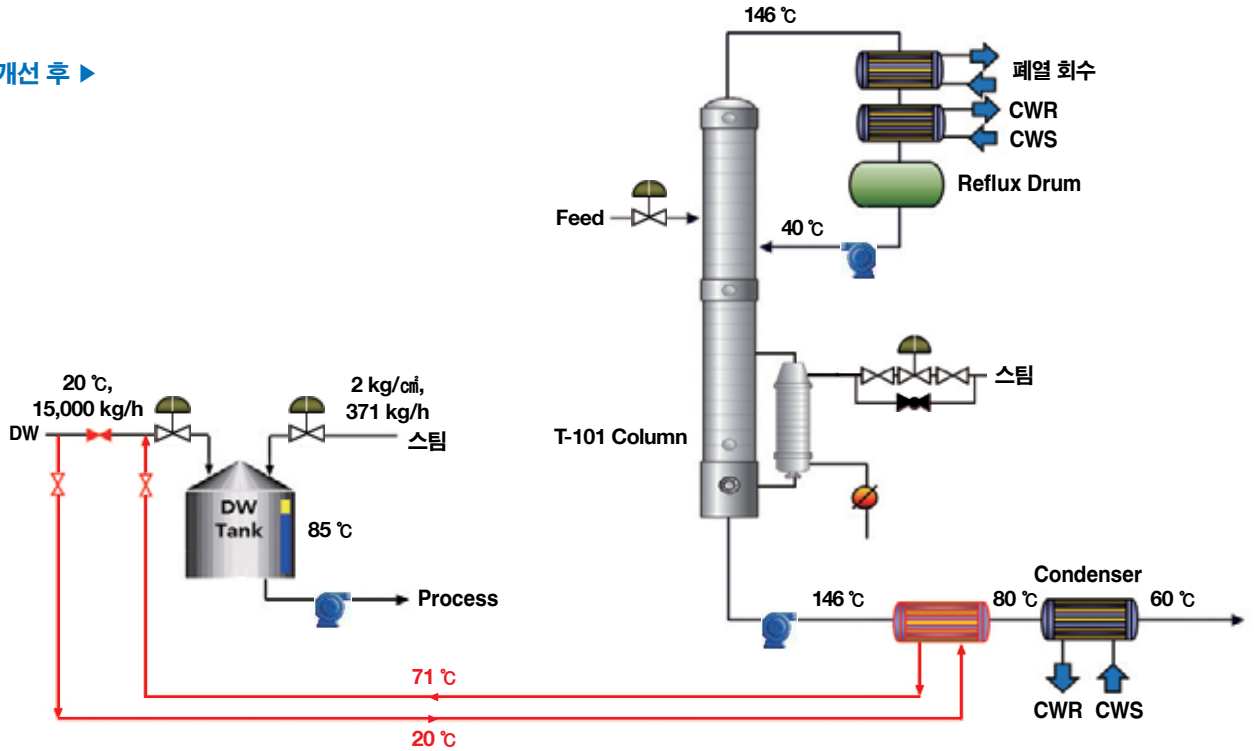 개선 후 ▶
146 ℃
폐열 회수
CWR
CWS
Reflux Drum
Feed
40 ℃
스팀
T-101 Column
20 ℃,
15,000 kg/h
DW
2 kg/㎠,
371 kg/h
스팀
DW
Tank
85 ℃
Process
146 ℃
80 ℃
Condenser
60 ℃
CWR
CWS
71 ℃
20 ℃